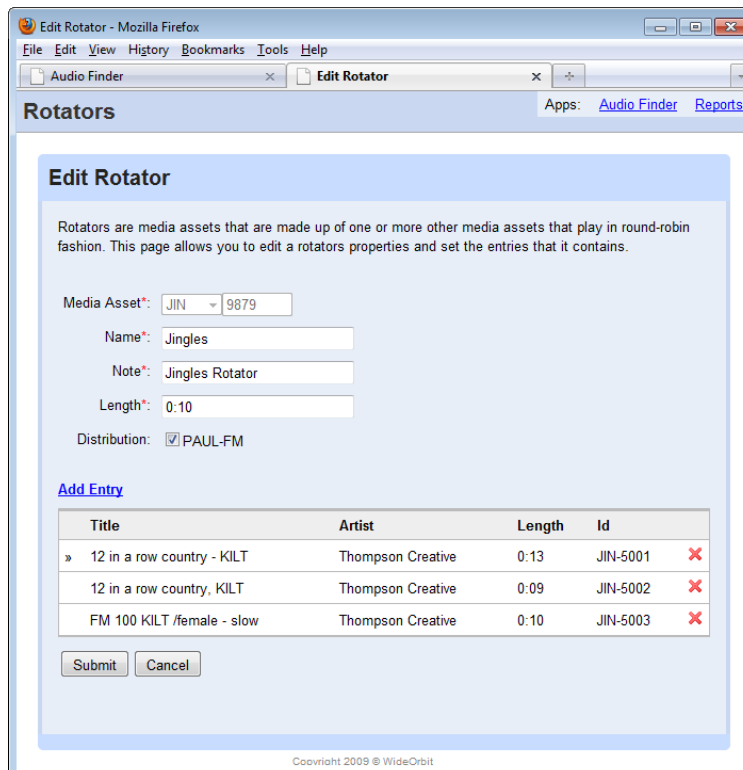 Edit Rotator - Mozilla Firefox
File Edit View History Bookmarks Tools Help
Audio Finder
Edit Rotator
Rotators
Apps: Audio Finder Reports
Edit Rotator
Rotators are media assets that are made up of one or more other media assets that play in round-robin
fashion. This page allows you to edit a rotators properties and set the entries that it contains.
Media Asset*: JIN 9879
Name*: Jingles
Note*: Jingles Rotator
Length*: 0:10
Distribution: PAUL-FM
Add Entry
Title Artist Length Id
» 12 in a row country - KILT Thompson Creative 0:13 JIN-5001
12 in a row country, KILT Thompson Creative 0:09 JIN-5002
FM 100 KILT /female - slow Thompson Creative 0:10 JIN-5003
Submit Cancel
Copyright 2009 © WideOrbit